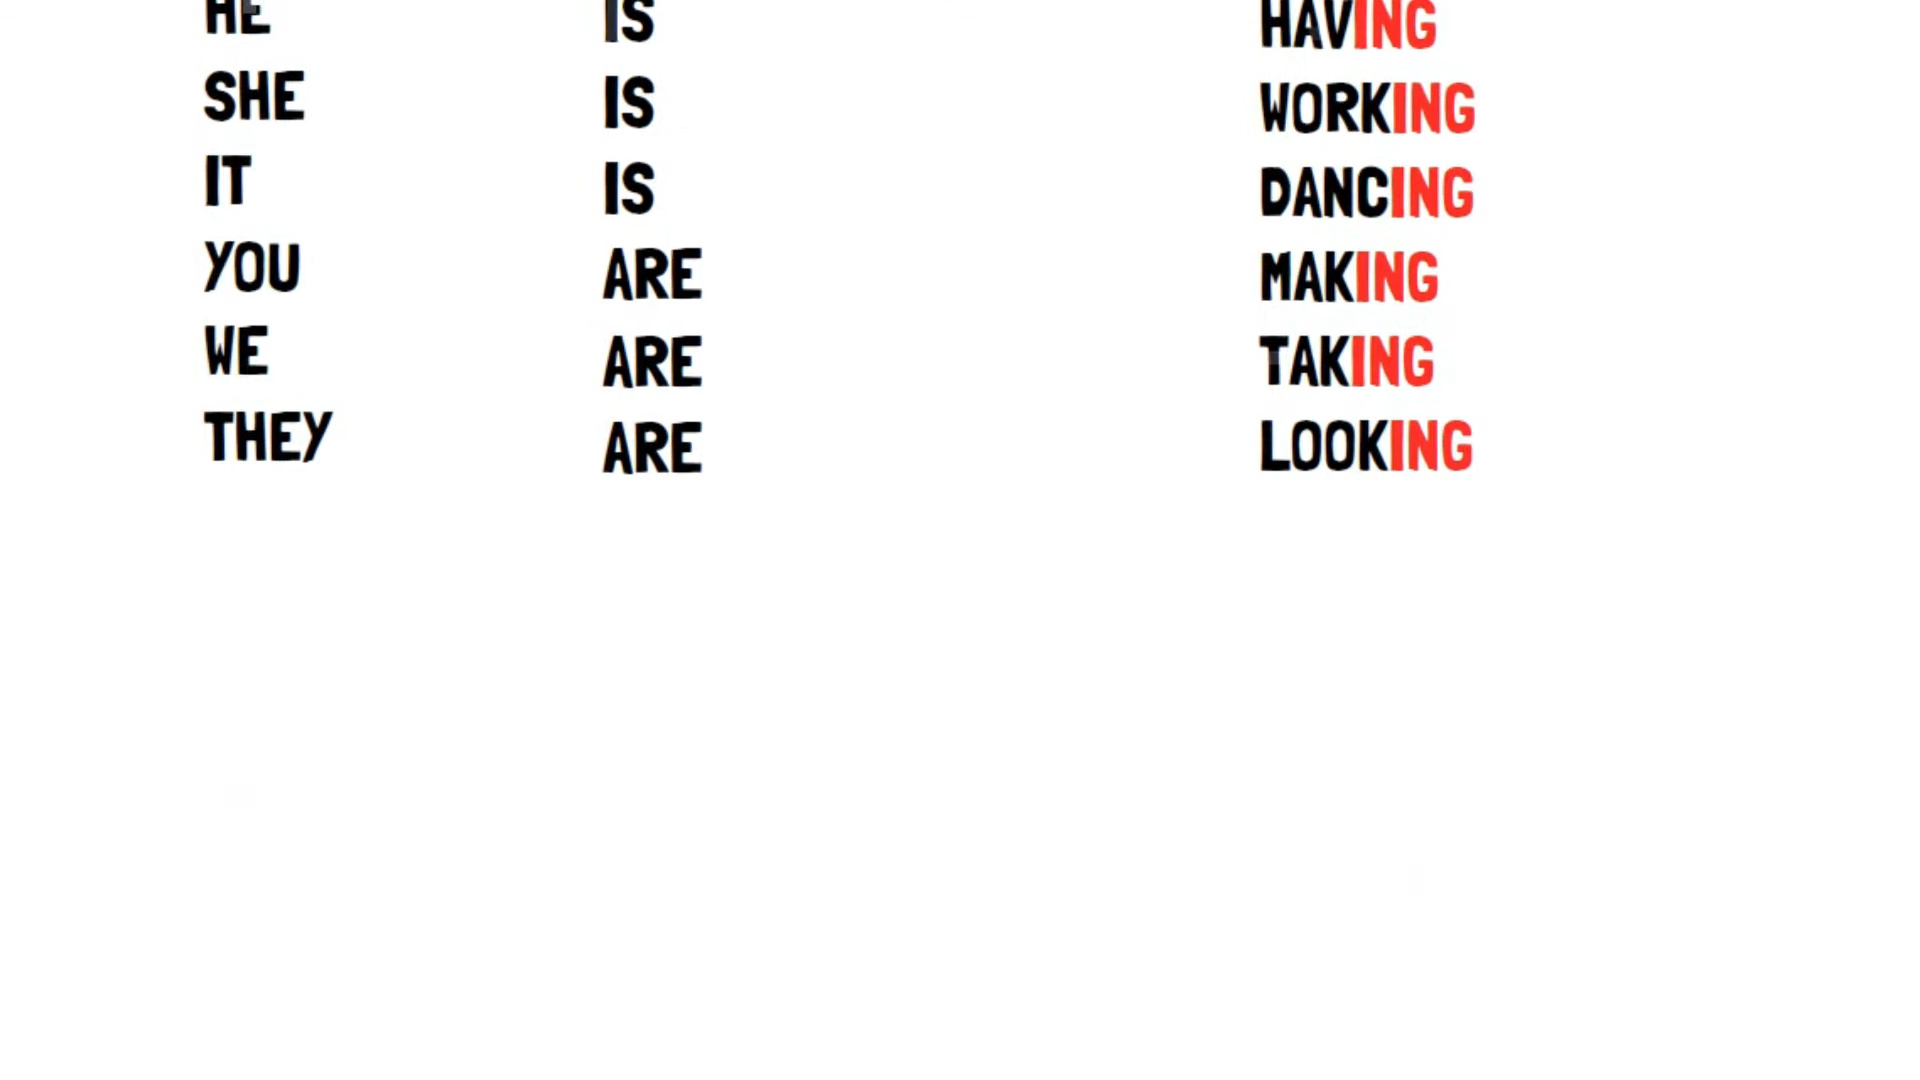 HE IS HAVING
SHE IS WORKING
IT IS DANCING
YOU ARE MAKING
WE ARE TAKING
THEY ARE LOOKING